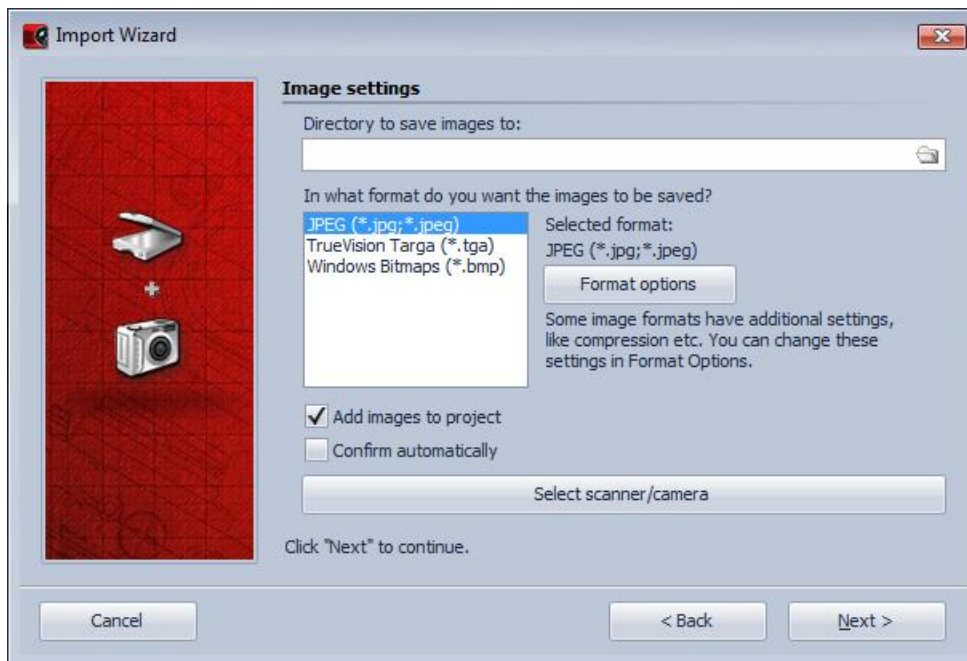 Import Wizard
Image settings
Directory to save images to:
In what format do you want the images to be saved?
JPEG (*.jpg;*.jpeg)
TrueVision Targa (*.tga)
Windows Bitmaps (*.bmp)
Selected format:
JPEG (*.jpg;*.jpeg)
Format options
Some image formats have additional settings,
like compression etc. You can change these
settings in Format Options.
Add images to project
Confirm automatically
Select scanner/camera
Click "Next" to continue.
Cancel
< Back
Next >